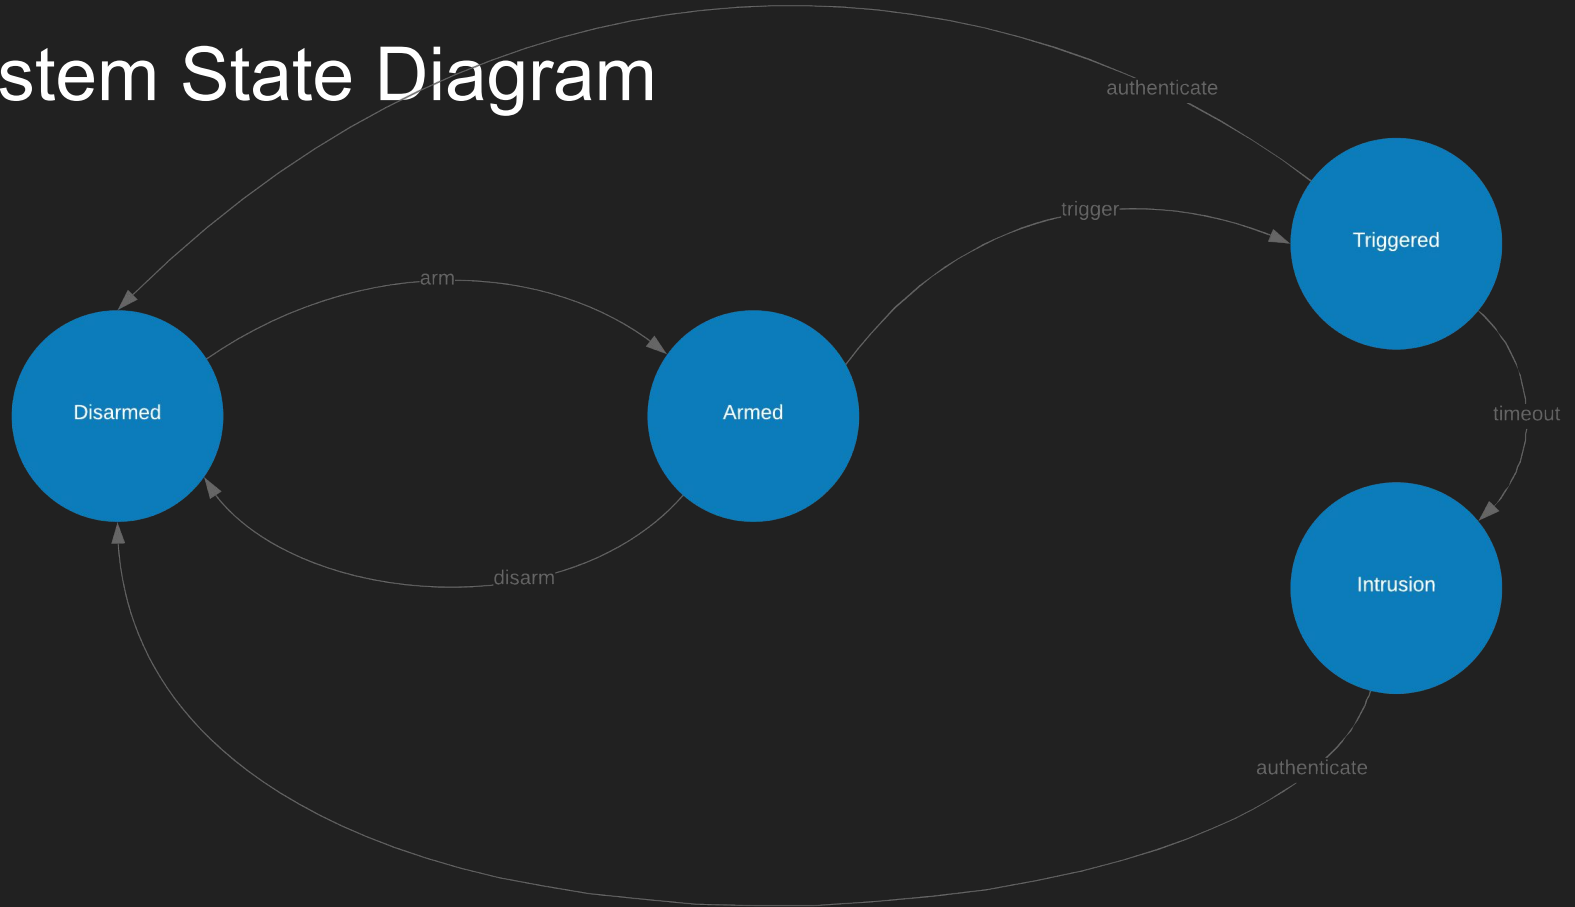 stem State Diagram
authenticate
trigger
Triggered
arm
Disarmed
Armed
timeout
disarm
Intrusion
authenticate